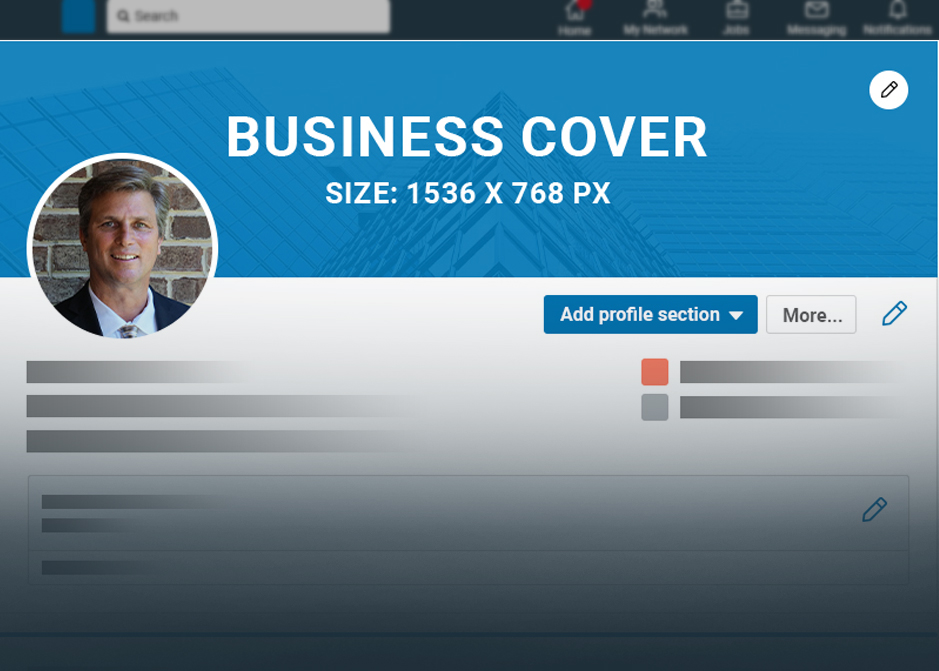 Search
Home
My Network
Jobs
Messaging
Notifications
BUSINESS COVER
SIZE: 1536 X 768 PX
Add profile section
More...